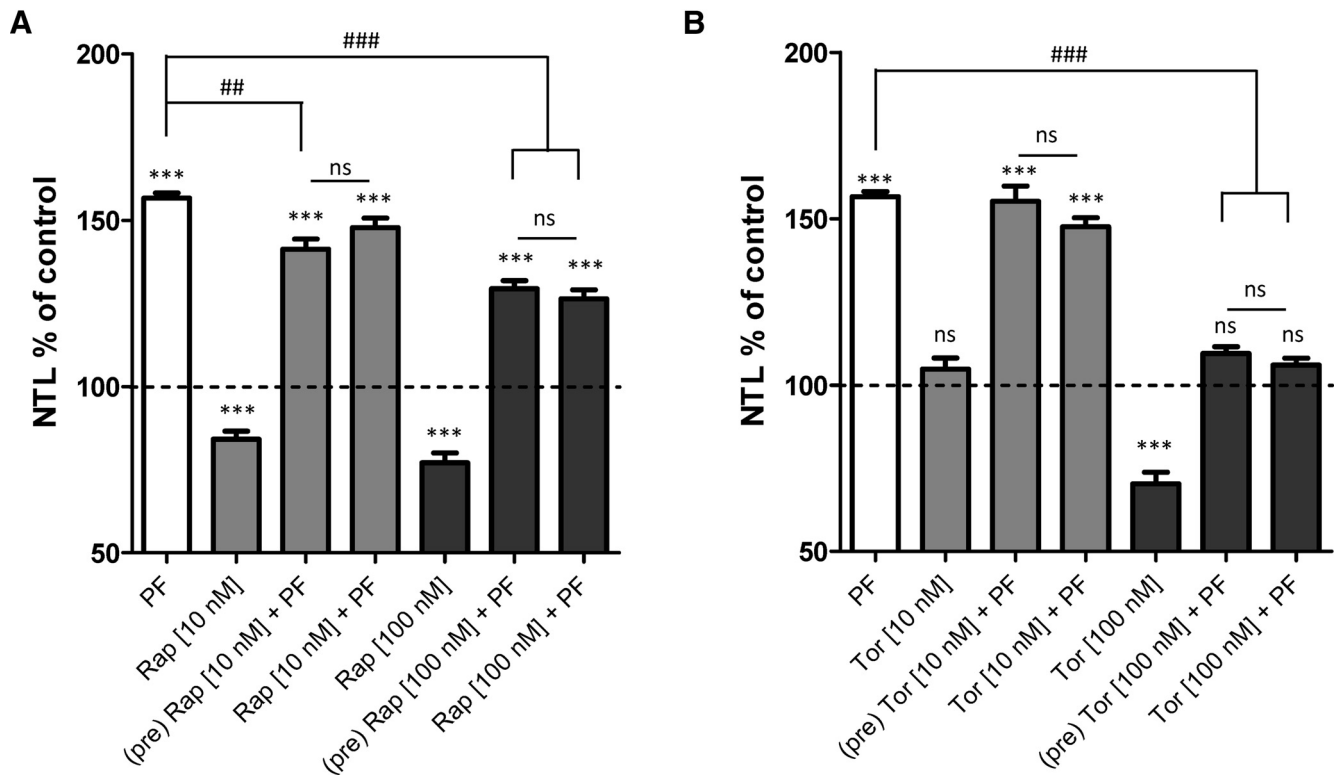 A
NTL % of control
200
150
100
50
###
##
ns
ns
***
***
***
***
***
***
***
PF
Rap [10 nM]
(pre) Rap [10 nM] + PF
Rap [10 nM] + PF
Rap [100 nM]
(pre) Rap [100 nM] + PF
Rap [100 nM] + PF
B
NTL % of control
200
150
100
50
###
ns
ns
***
ns
***
***
***
ns
ns
PF
Tor [10 nM]
(pre) Tor [10 nM] + PF
Tor [10 nM] + PF
Tor [100 nM]
(pre) Tor [100 nM] + PF
Tor [100 nM] + PF